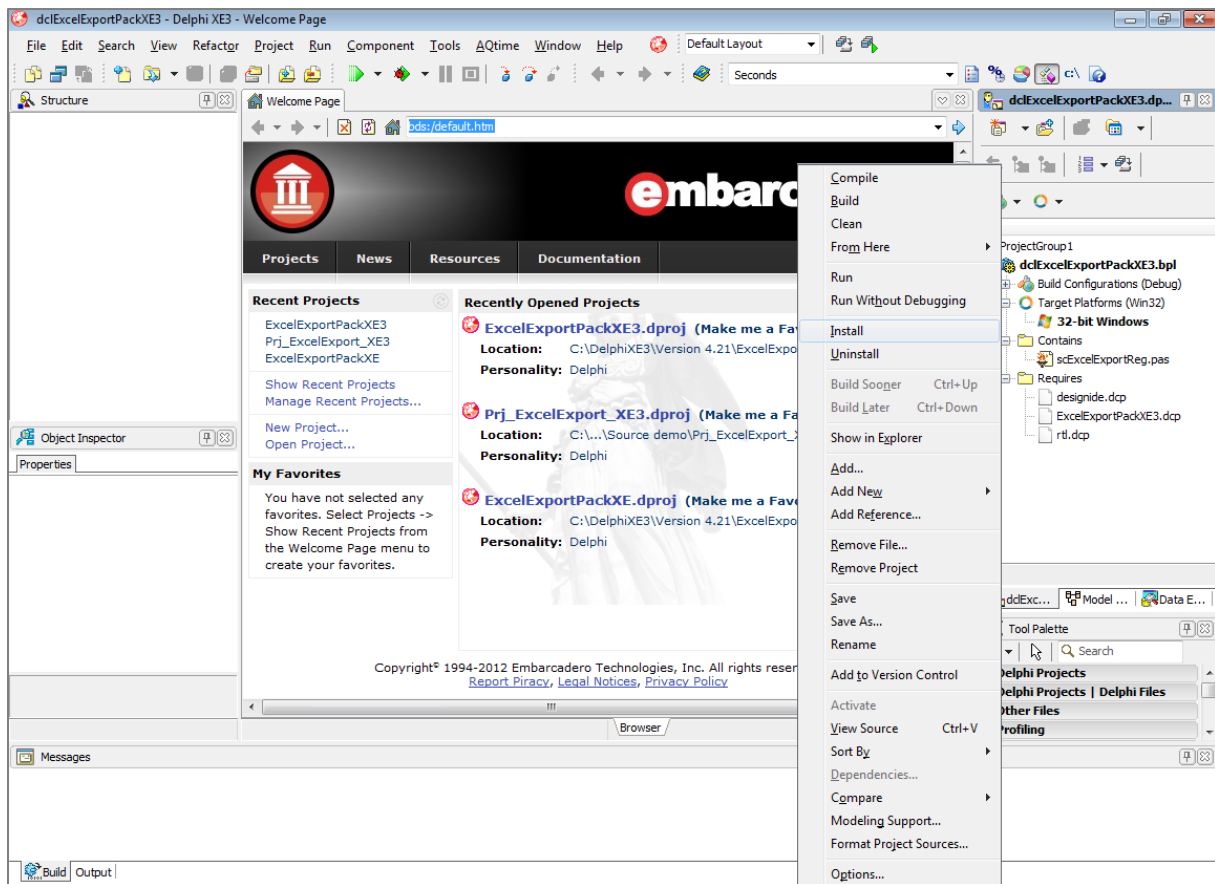 dclExcelExportPackXE3 - Delphi XE3 - Welcome Page
File Edit Search View Refactor Project Run Component Tools AQtime Window Help Default Layout
Seconds
Structure
Welcome Page
bds:/default.htm
embarc
Projects News Resources Documentation
Recent Projects
ExcelExportPackXE3
Prj_ExcelExport_XE3
ExcelExportPackXE
Show Recent Projects
Manage Recent Projects...
New Project...
Open Project...
My Favorites
You have not selected any
favorites. Select Projects ->
Show Recent Projects from
the Welcome Page menu to
create your favorites.
Recently Opened Projects
ExcelExportPackXE3.dproj (Make me a Fa
Location: C:\DelphiXE3\Version 4.21\ExcelExpo
Personality: Delphi
Prj_ExcelExport_XE3.dproj (Make me a Fa
Location: C:\...\Source demo\Prj_ExcelExport_
Personality: Delphi
ExcelExportPackXE.dproj (Make me a Fav
Location: C:\DelphiXE3\Version 4.21\ExcelExpo
Personality: Delphi
Copyright© 1994-2012 Embarcadero Technologies, Inc. All rights reser
Report Piracy, Legal Notices, Privacy Policy
Browser
Object Inspector
Properties
Messages
Build Output
Compile
Build
Clean
From Here
Run
Run Without Debugging
Install
Uninstall
Build Sooner Ctrl+Up
Build Later Ctrl+Down
Show in Explorer
Add...
Add New
Add Reference...
Remove File...
Remove Project
Save
Save As...
Rename
Add to Version Control
Activate
View Source Ctrl+V
Sort By
Dependencies...
Compare
Modeling Support...
Format Project Sources...
Options...
dclExcelExportPackXE3.dp...
ProjectGroup1
dclExcelExportPackXE3.bpl
Build Configurations (Debug)
Target Platforms (Win32)
32-bit Windows
Contains
scExcelExportReg.pas
Requires
designide.dcp
ExcelExportPackXE3.dcp
rtl.dcp
dclExc... Model ... Data E...
Tool Palette
Search
Delphi Projects
Delphi Projects | Delphi Files
Other Files
Profiling